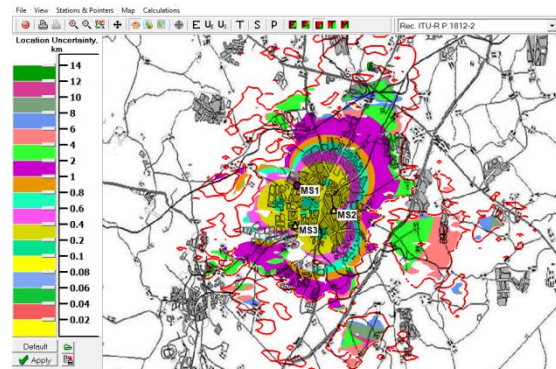 File View Stations & Pointers Map Calculations
E U U T S P
Rec. ITU-R P.1812-2
Location Uncertainty,
km
14
12
10
8
6
4
2
1
0.8
0.6
0.4
0.2
0.1
0.08
0.06
0.04
0.02
Default
Apply
MS1
MS2
MS3